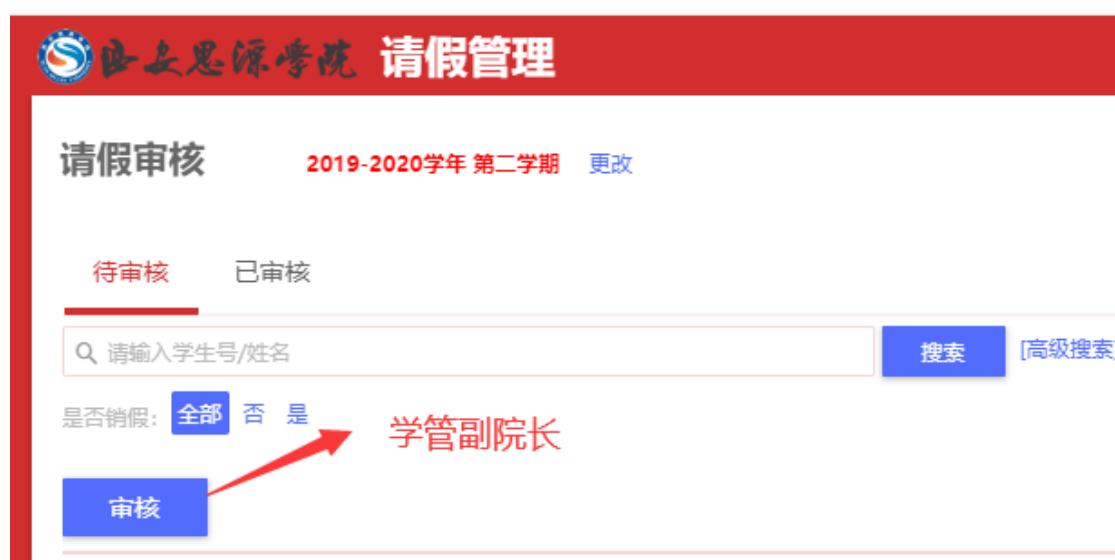 西安思源学院 请假管理
请假审核 2019-2020学年 第二学期 更改
待审核 已审核
请输入学生号/姓名 搜索 [高级搜索]
是否销假: 全部 否 是
学管副院长
审核